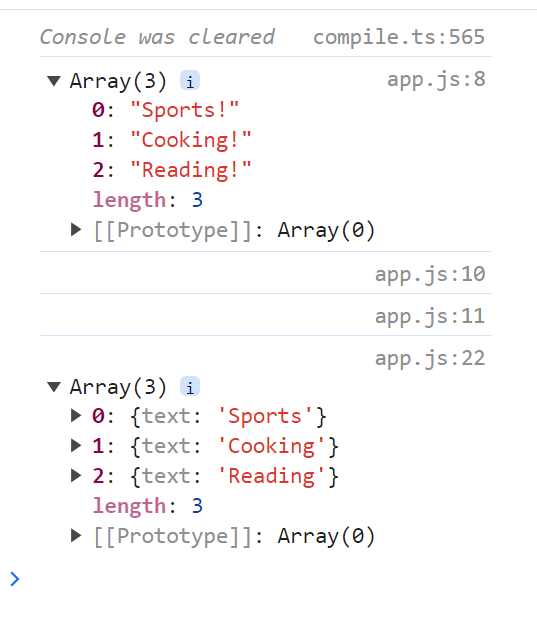 Console was cleared compile.ts:565
▼ Array(3) i app.js:8
0: "Sports!"
1: "Cooking!"
2: "Reading!"
length: 3
▶ [[Prototype]]: Array(0)
app.js:10
app.js:11
app.js:22
▼ Array(3) i
▶ 0: {text: 'Sports'}
▶ 1: {text: 'Cooking'}
▶ 2: {text: 'Reading'}
length: 3
▶ [[Prototype]]: Array(0)
>